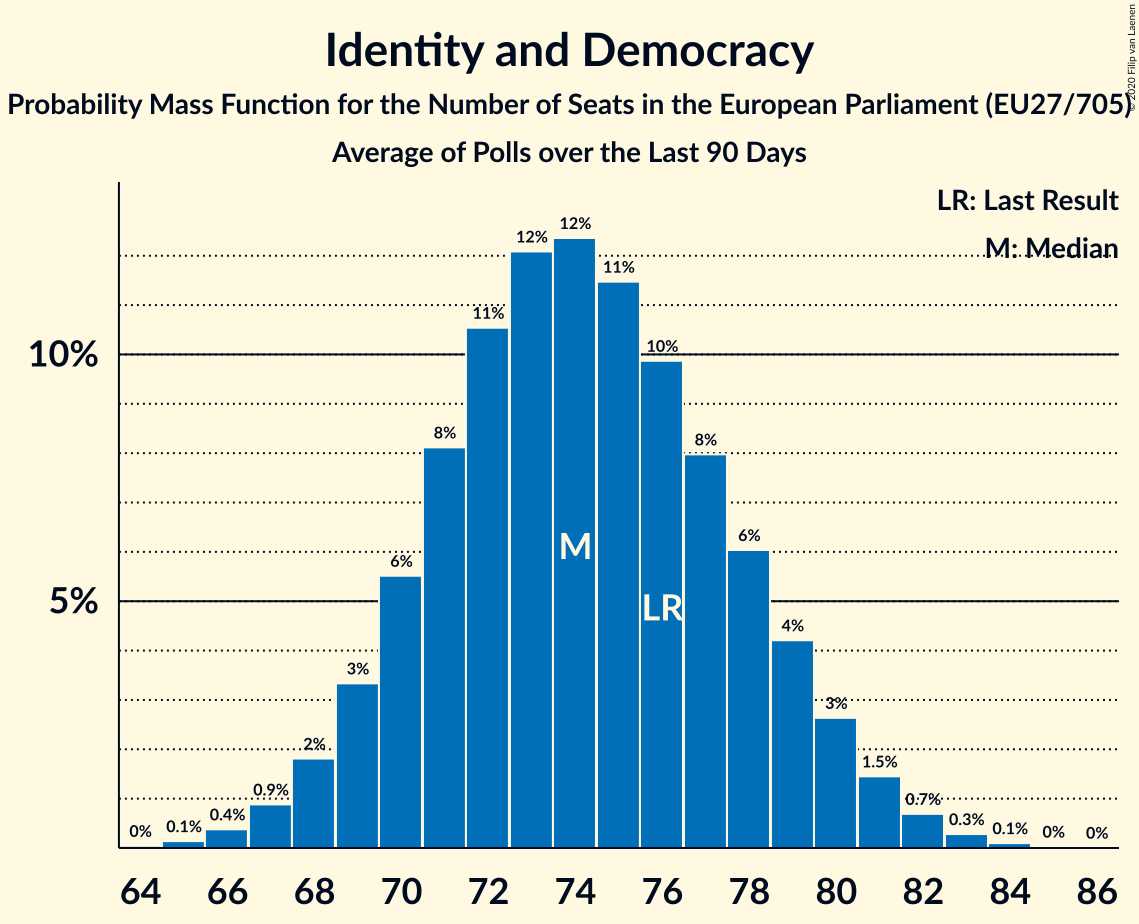 © 2020 Filip van Laenen
Identity and Democracy
Probability Mass Function for the Number of Seats in the European Parliament (EU27/705)
Average of Polls over the Last 90 Days
LR: Last Result
M: Median
10%
5%
0%
0.1%
0.4%
0.9%
2%
3%
6%
8%
11%
12%
12%
11%
10%
8%
6%
4%
3%
1.5%
0.7%
0.3%
0.1%
0%
0%
M
LR
64 66 68 70 72 74 76 78 80 82 84 86